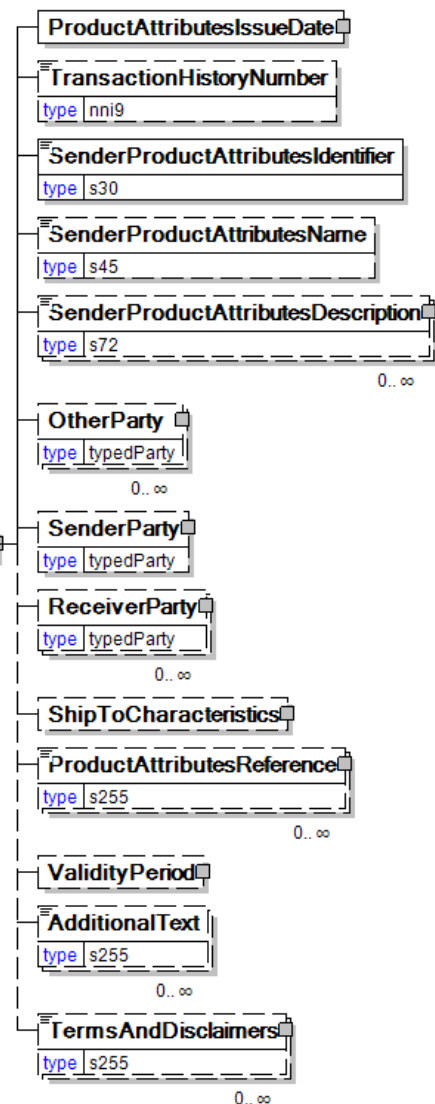 ProductAttributesIssueDate
TransactionHistoryNumber
type nni9
SenderProductAttributesIdentifier
type s30
SenderProductAttributesName
type s45
SenderProductAttributesDescription
type s72
0.. ∞
OtherParty
type typedParty
0.. ∞
SenderParty
type typedParty
ReceiverParty
type typedParty
0.. ∞
ShipToCharacteristics
ProductAttributesReference
type s255
0.. ∞
ValidityPeriod
AdditionalText
type s255
0.. ∞
TermsAndDisclaimers
type s255
0.. ∞